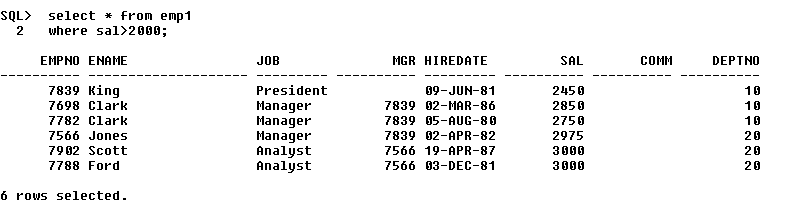 SQL> select * from emp1
2 where sal>2000;
EMPNO ENAME JOB MGR HIREDATE SAL COMM DEPTNO
---------- -------------------- ---------- ---------- --------- ---------- ---------- ----------
7839 King President 09-JUN-81 2450 10
7698 Clark Manager 7839 02-MAR-86 2850 10
7782 Clark Manager 7839 05-AUG-80 2750 10
7566 Jones Manager 7839 02-APR-82 2975 20
7902 Scott Analyst 7566 19-APR-87 3000 20
7788 Ford Analyst 7566 03-DEC-81 3000 20
6 rows selected.